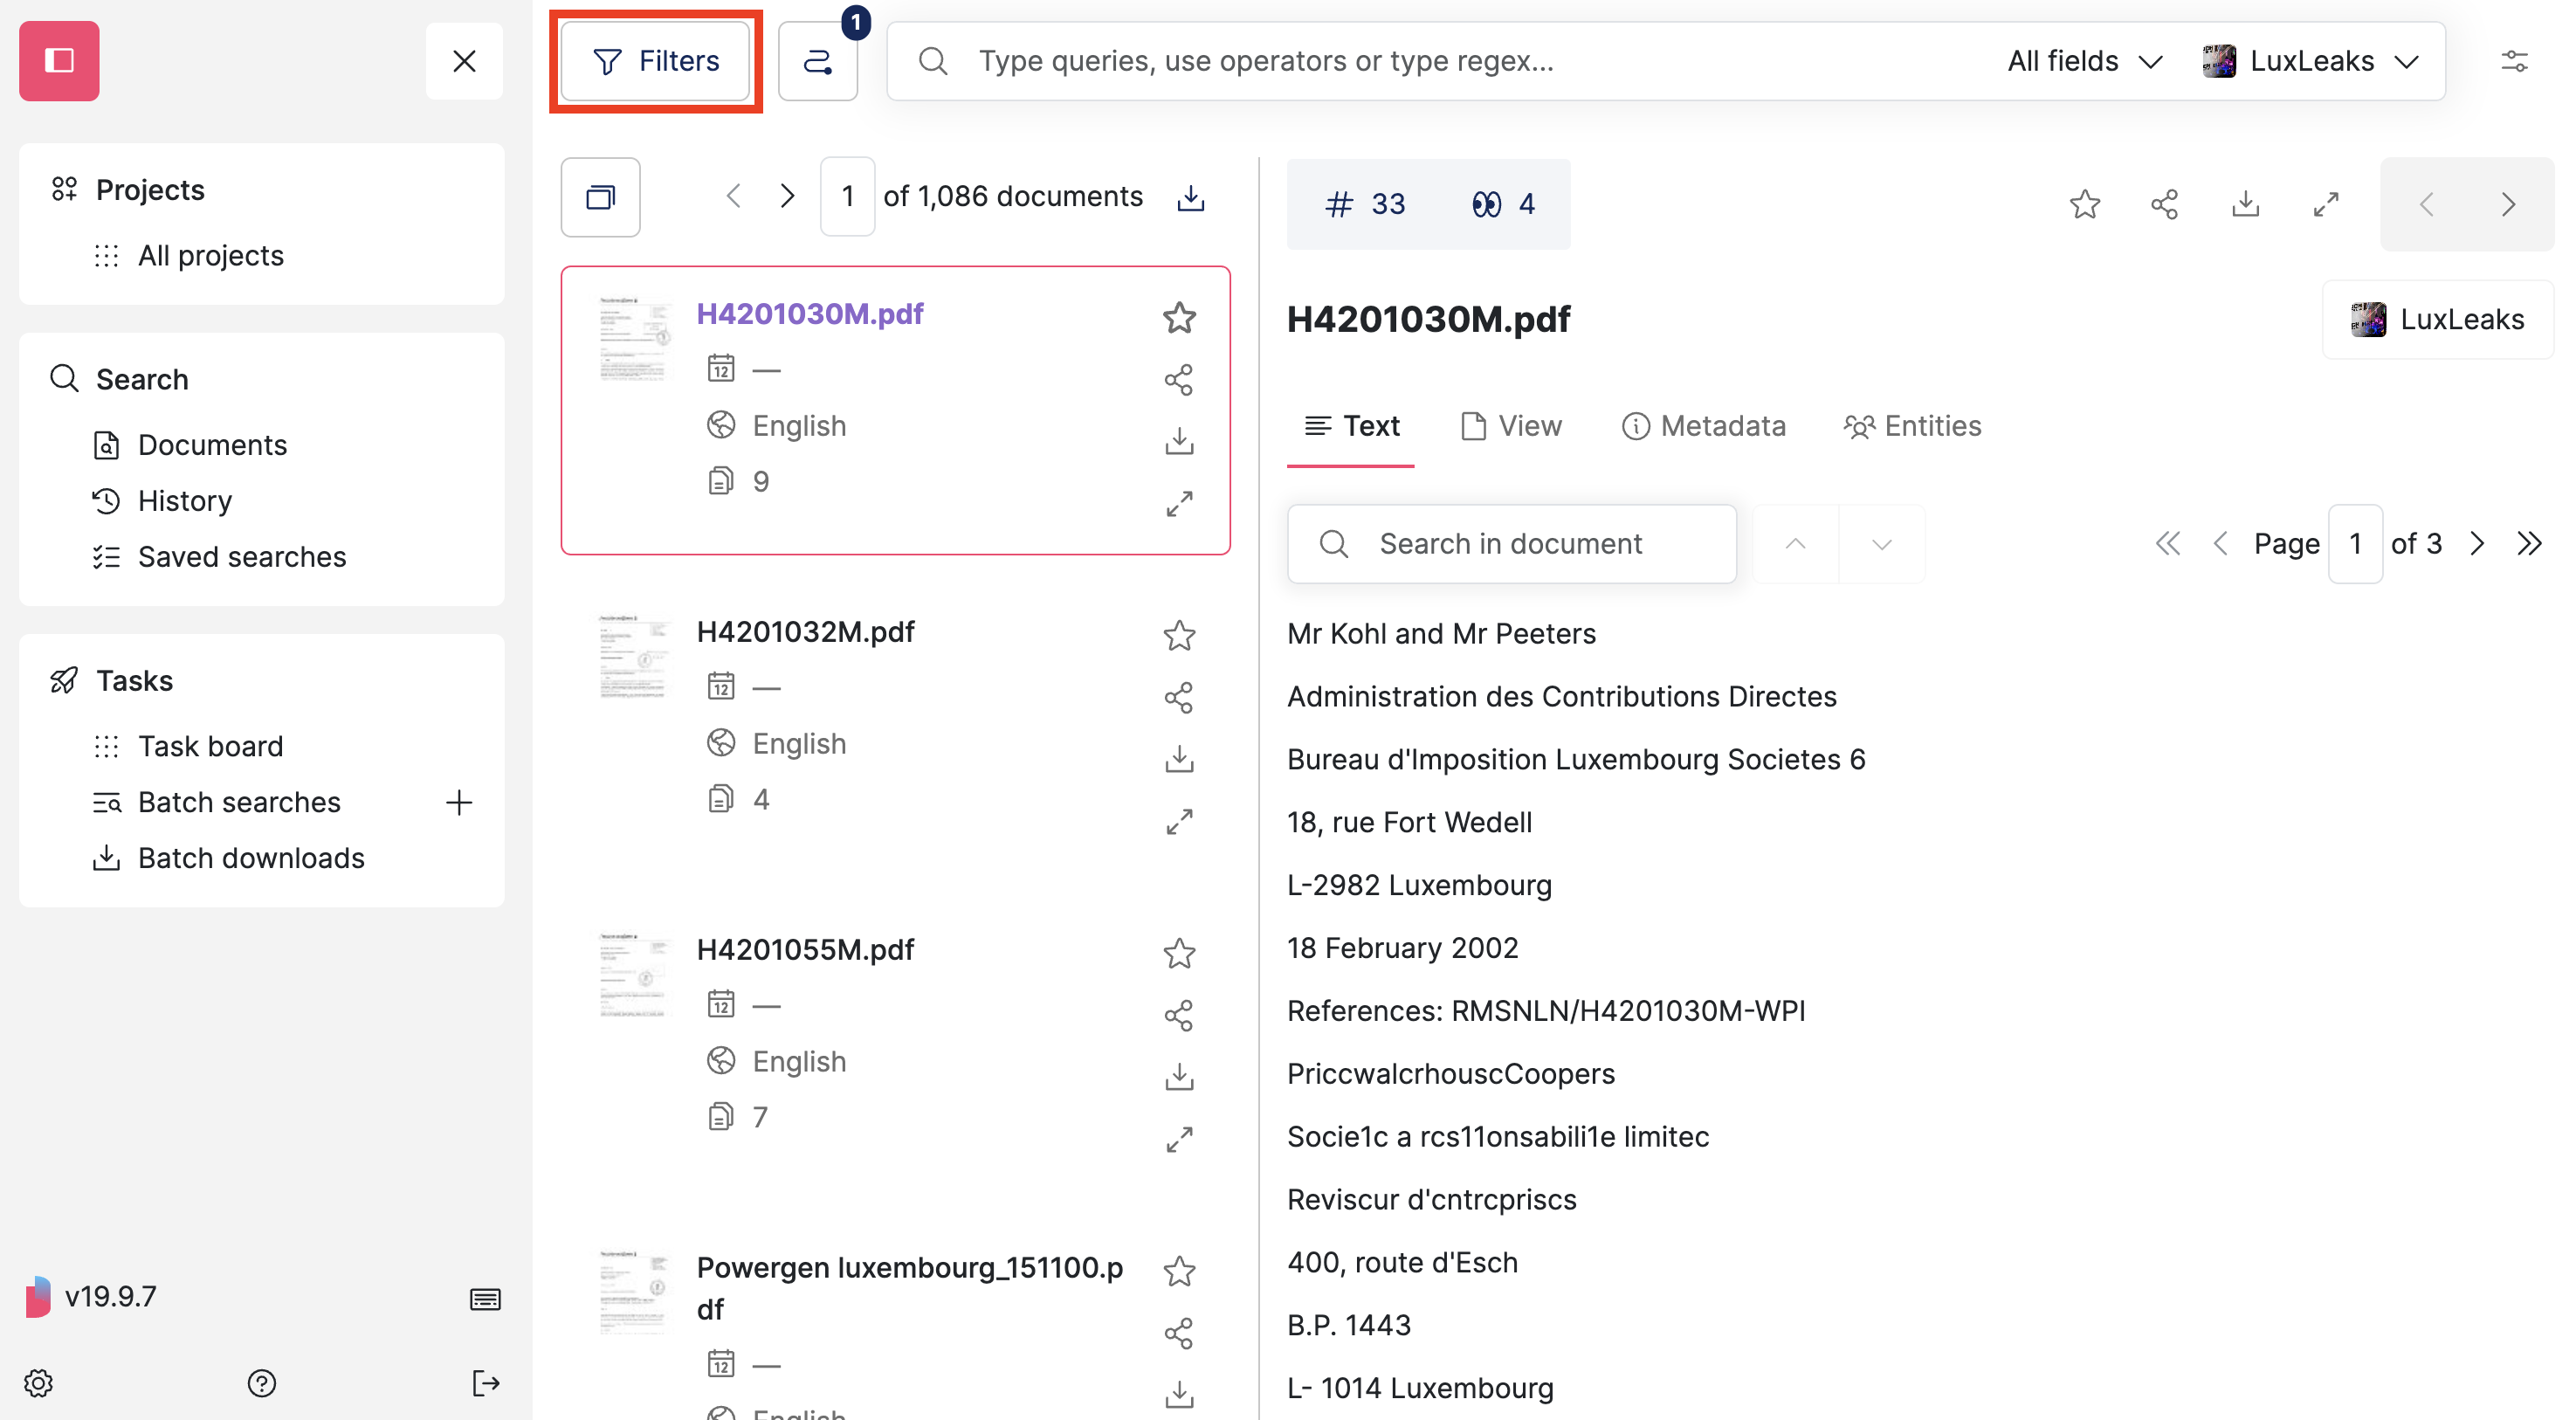 Filters
1
Type queries, use operators or type regex...
All fields
LuxLeaks
Projects
All projects
Search
Documents
History
Saved searches
Tasks
Task board
Batch searches
Batch downloads
v19.9.7
1 of 1,086 documents
H4201030M.pdf
12 —
English
9
H4201032M.pdf
12 —
English
4
H4201055M.pdf
12 —
English
7
Powergen luxembourg_151100.p
df
12 —
English
# 33
4
H4201030M.pdf
LuxLeaks
Text
View
Metadata
Entities
Search in document
Page 1 of 3
Mr Kohl and Mr Peeters
Administration des Contributions Directes
Bureau d'Imposition Luxembourg Societes 6
18, rue Fort Wedell
L-2982 Luxembourg
18 February 2002
References: RMSNLN/H4201030M-WPI
PriccwalcrhouscCoopers
Socie1c a rcs11onsabili1e limitec
Reviscur d'cntrcpriscs
400, route d'Esch
B.P. 1443
L- 1014 Luxembourg